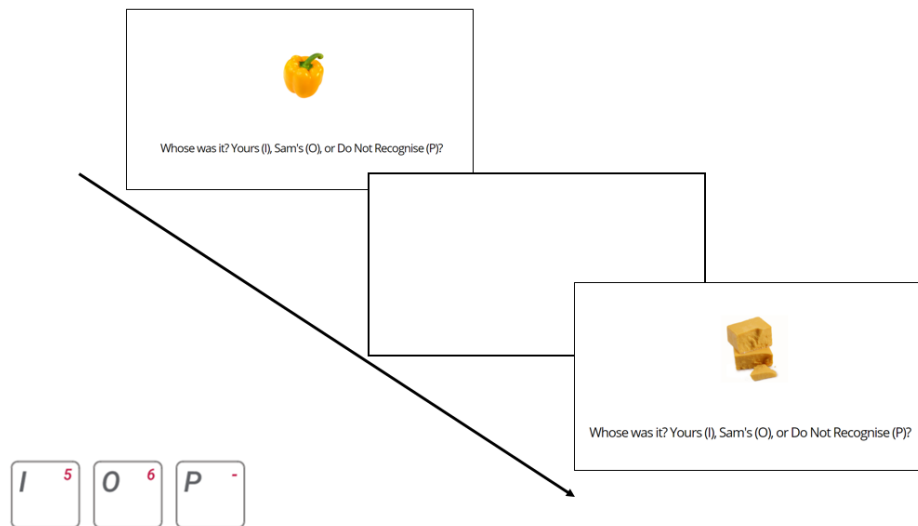 Whose was it? Yours (I), Sam's (O), or Do Not Recognise (P)?
Whose was it? Yours (I), Sam's (O), or Do Not Recognise (P)?
I 5 O 6 P -